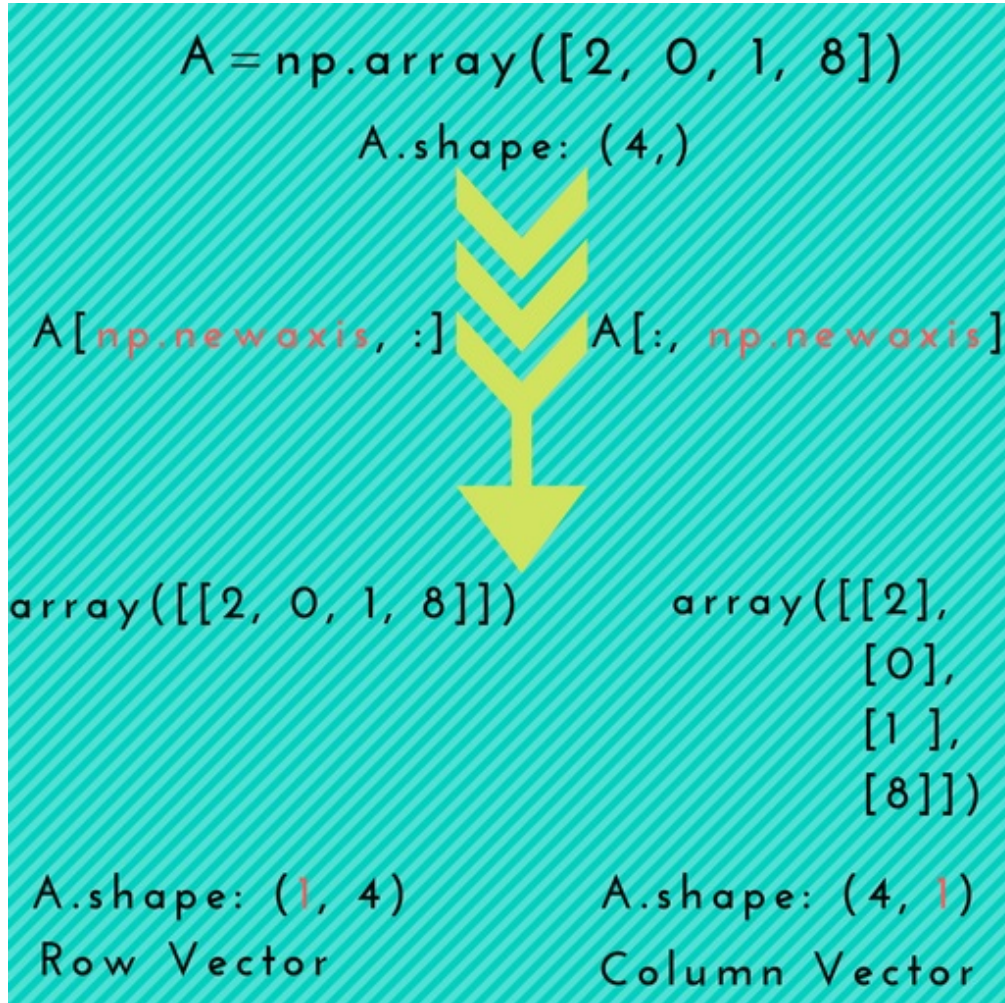 A=np.array([2, 0, 1, 8])
A.shape: (4,)
A[np.newaxis, :]
A[:, np.newaxis]
array([[2, 0, 1, 8]])
array([[2],
[0],
[1 ],
[8]])
A.shape: (1, 4)
Row Vector
A.shape: (4, 1)
Column Vector